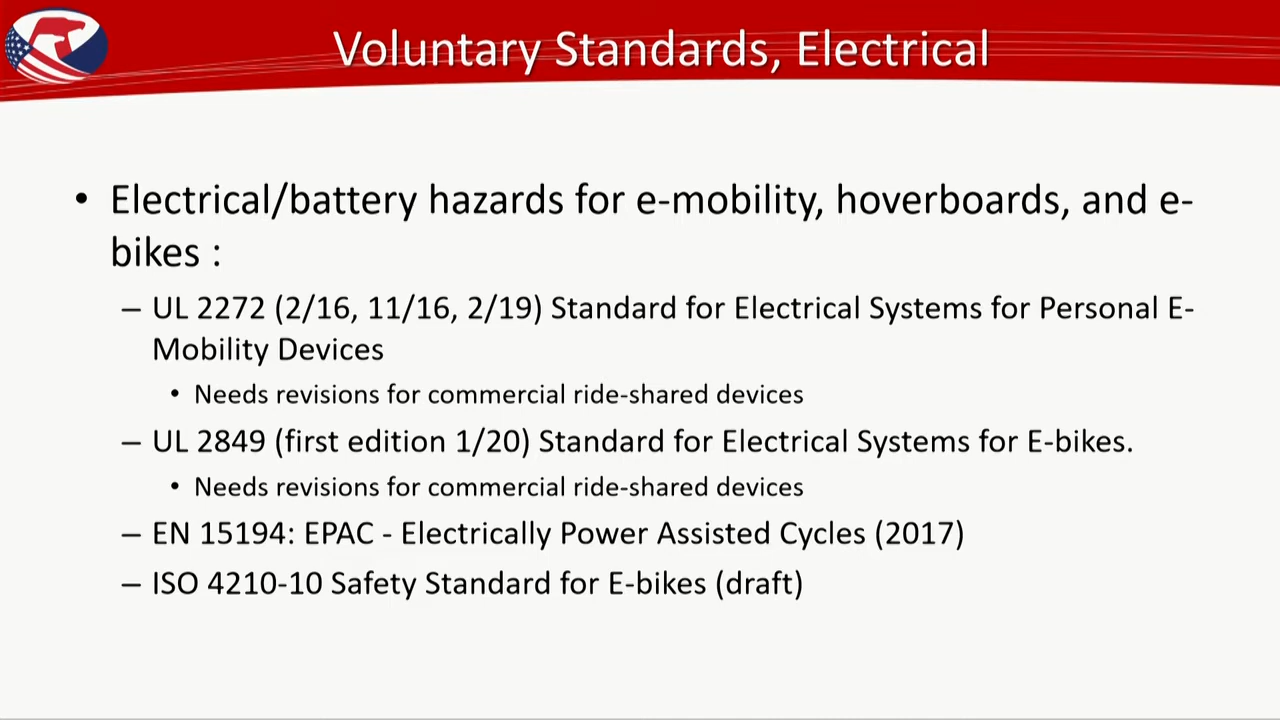 Voluntary Standards, Electrical
• Electrical/battery hazards for e-mobility, hoverboards, and e-
bikes :
– UL 2272 (2/16, 11/16, 2/19) Standard for Electrical Systems for Personal E-
Mobility Devices
• Needs revisions for commercial ride-shared devices
– UL 2849 (first edition 1/20) Standard for Electrical Systems for E-bikes.
• Needs revisions for commercial ride-shared devices
– EN 15194: EPAC - Electrically Power Assisted Cycles (2017)
– ISO 4210-10 Safety Standard for E-bikes (draft)